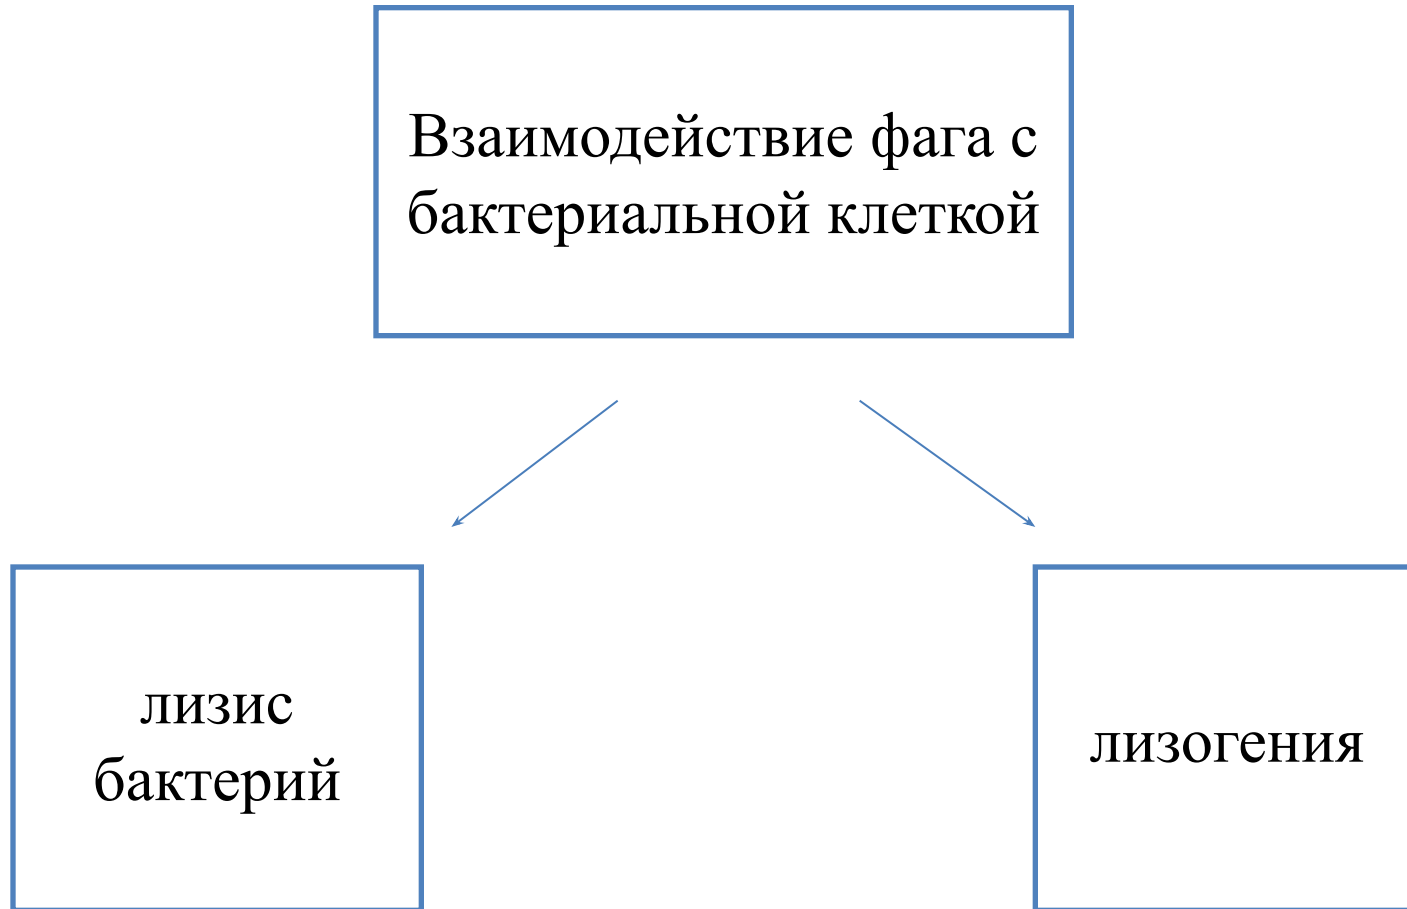 Взаимодействие фага с
бактериальной клеткой
лизис
бактерий
лизогения